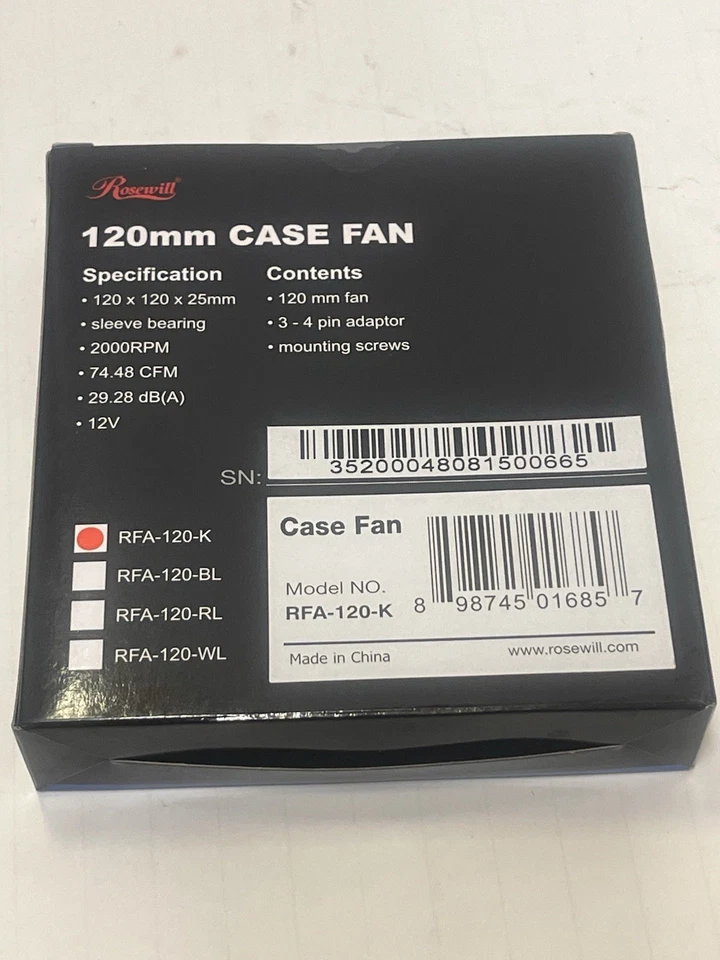 Rosewill®
120mm CASE FAN
Specification
• 120 x 120 x 25mm
• sleeve bearing
• 2000RPM
• 74.48 CFM
• 29.28 dB(A)
• 12V
Contents
• 120 mm fan
• 3 - 4 pin adaptor
• mounting screws
SN:
35200048081500665
RFA-120-K
RFA-120-BL
RFA-120-RL
RFA-120-WL
Case Fan
Model NO.
RFA-120-K
8 98745 01685 7
Made in China
www.rosewill.com